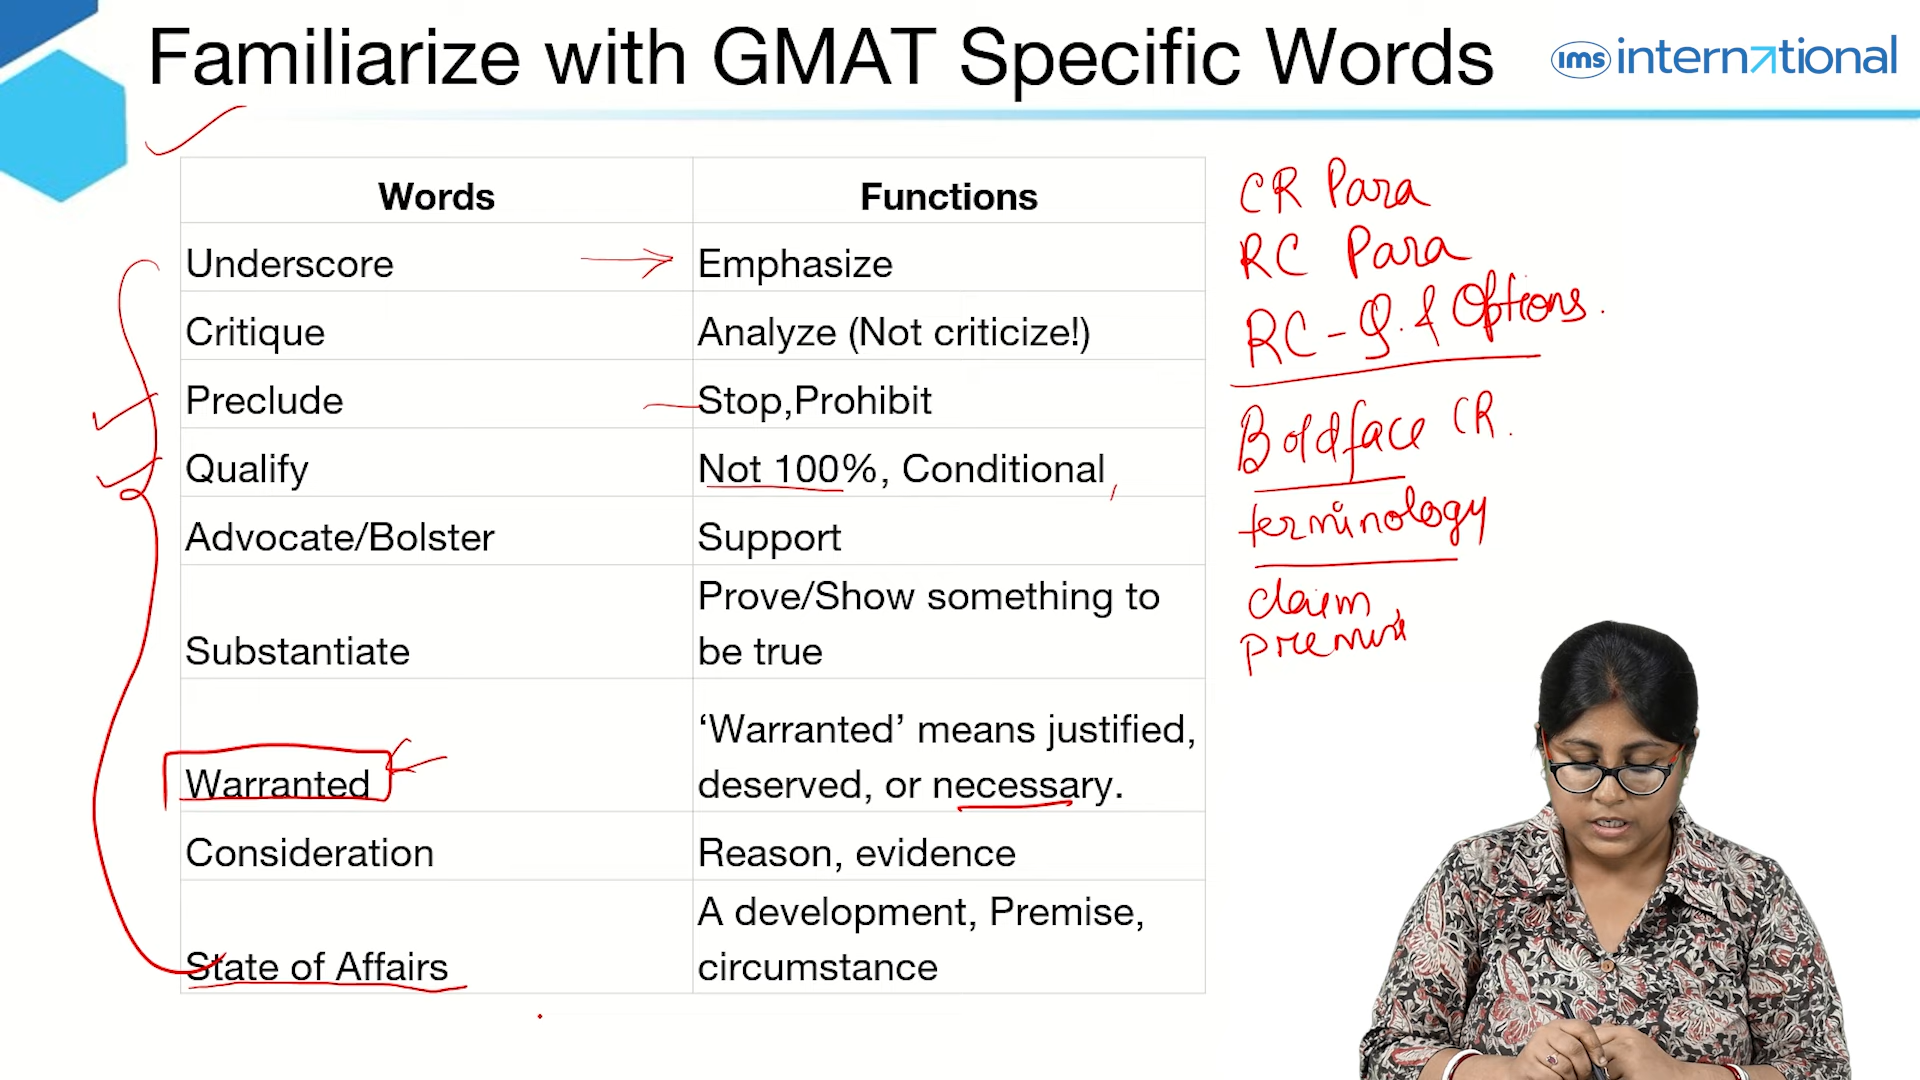 Familiarize with GMAT Specific Words
ims international
Words Functions
Underscore Emphasize
Critique Analyze (Not criticize!)
Preclude Stop,Prohibit
Qualify Not 100%, Conditional
Advocate/Bolster Support
Substantiate Prove/Show something to
be true
Warranted ‘Warranted’ means justified,
deserved, or necessary.
Consideration Reason, evidence
State of Affairs A development, Premise,
circumstance
CR Para
RC Para
RC - Q. & Options.
Boldface CR.
terminology
claim,
premise